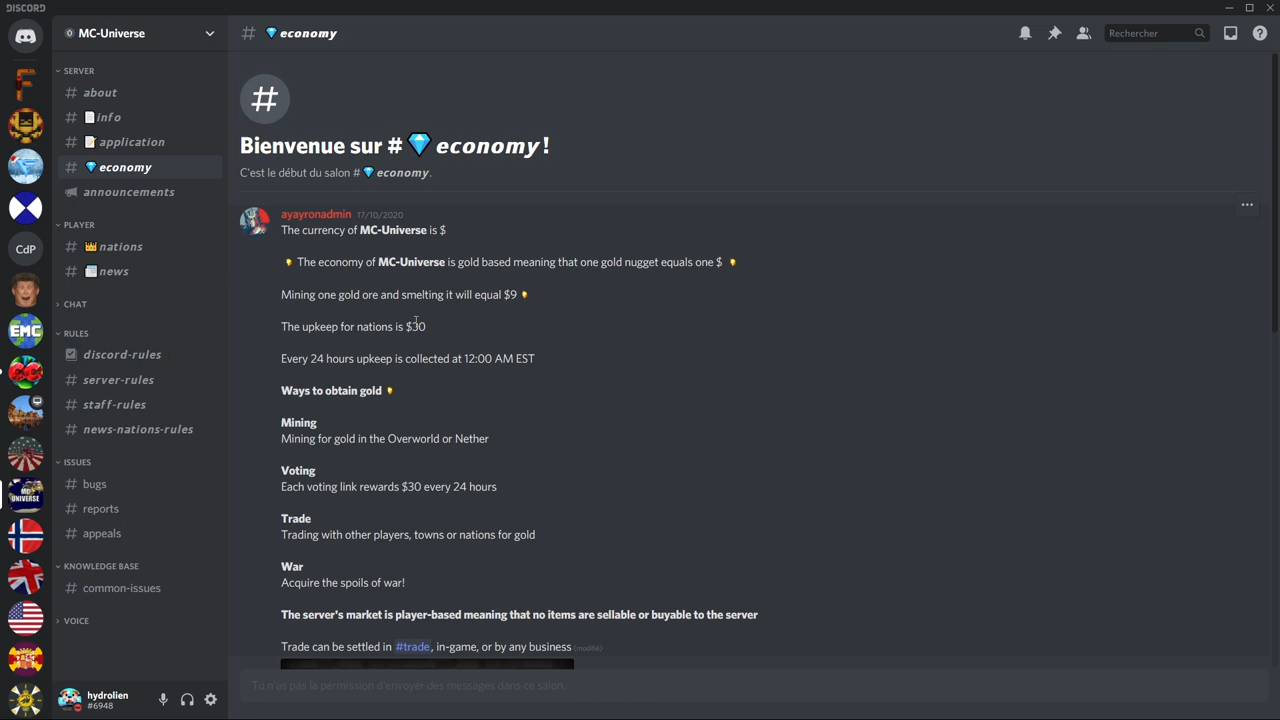 DISCORD
MC-Universe
# economy
Rechercher
SERVER
# about
# info
# application
# economy
announcements
PLAYER
# nations
# news
CHAT
RULES
discord-rules
# server-rules
# staff-rules
# news-nations-rules
ISSUES
# bugs
# reports
# appeals
KNOWLEDGE BASE
# common-issues
VOICE
hydrolien
#6948
CdP
EMC
MC
UNIVERSE
#
Bienvenue sur # 💎 economy !
C'est le début du salon # 💎 economy.
ayayronadmin 17/10/2020
The currency of MC-Universe is $
The economy of MC-Universe is gold based meaning that one gold nugget equals one $
Mining one gold ore and smelting it will equal $9
The upkeep for nations is $30
Every 24 hours upkeep is collected at 12:00 AM EST
Ways to obtain gold
Mining
Mining for gold in the Overworld or Nether
Voting
Each voting link rewards $30 every 24 hours
Trade
Trading with other players, towns or nations for gold
War
Acquire the spoils of war!
The server's market is player-based meaning that no items are sellable or buyable to the server
Trade can be settled in #trade, in-game, or by any business (modifié)
Tu n'as pas la permission d'envoyer des messages dans ce salon.